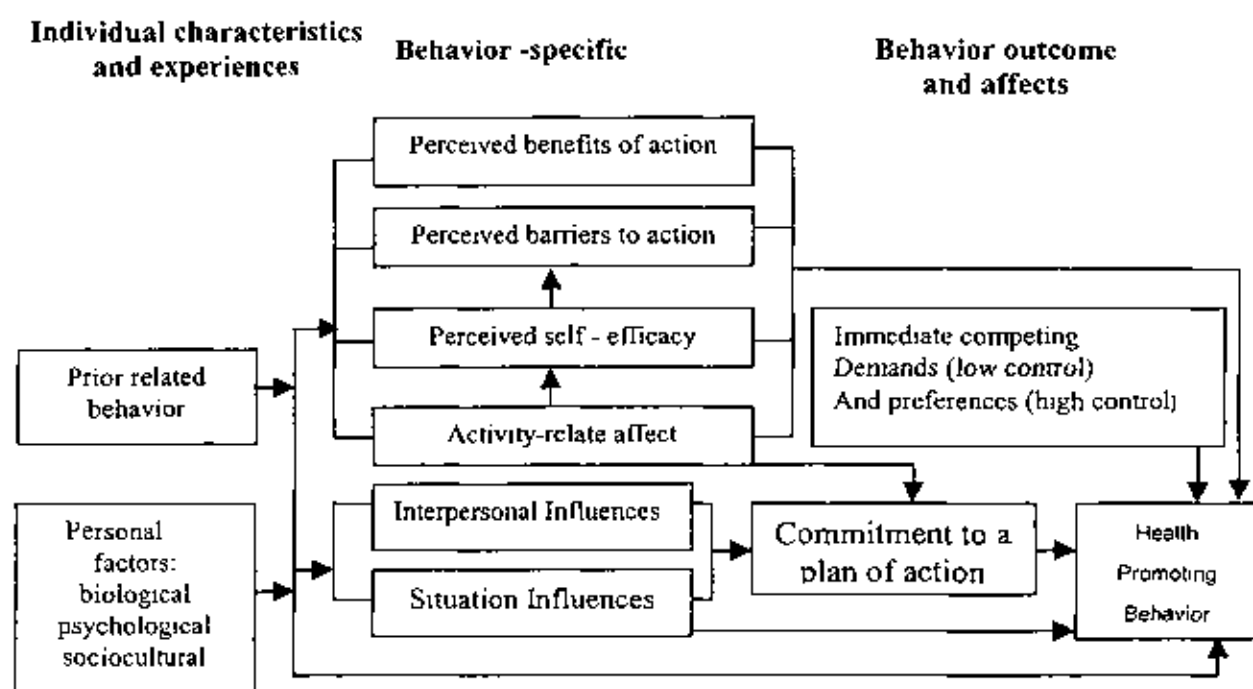 Individual characteristics
and experiences
Behavior -specific
Behavior outcome
and affects
Perceived benefits of action
Perceived barriers to action
Perceived self - efficacy
Activity-relate affect
Prior related
behavior
Personal
factors:
biological
psychological
sociocultural
Interpersonal Influences
Situation Influences
Immediate competing
Demands (low control)
And preferences (high control)
Commitment to a
plan of action
Health
Promoting
Behavior